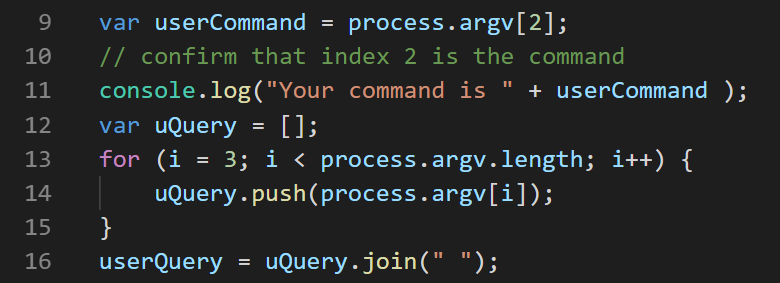 9 var userCommand = process.argv[2];
10 // confirm that index 2 is the command
11 console.log("Your command is " + userCommand );
12 var uQuery = [];
13 for (i = 3; i < process.argv.length; i++) {
14 uQuery.push(process.argv[i]);
15 }
16 userQuery = uQuery.join(" ");